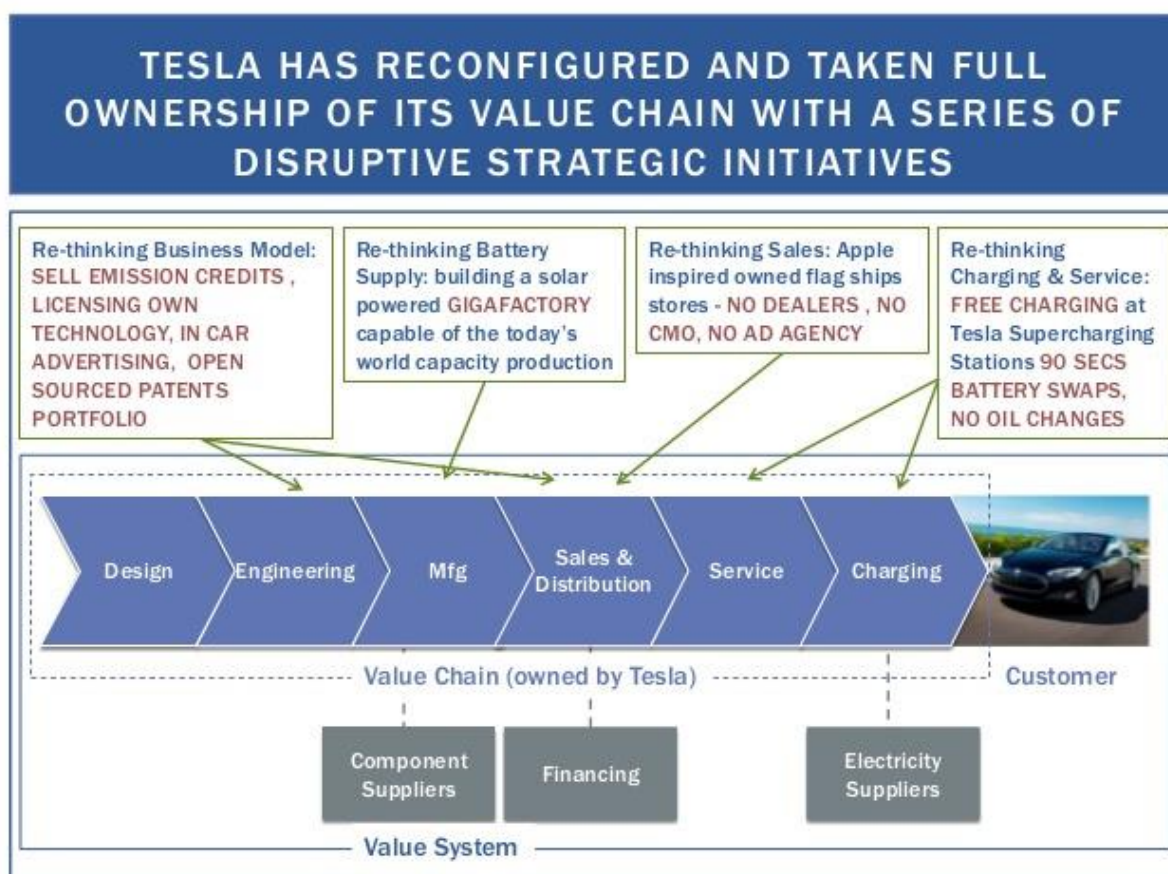 TESLA HAS RECONFIGURED AND TAKEN FULL
OWNERSHIP OF ITS VALUE CHAIN WITH A SERIES OF
DISRUPTIVE STRATEGIC INITIATIVES
Re-thinking Business Model:
SELL EMISSION CREDITS ,
LICENSING OWN
TECHNOLOGY, IN CAR
ADVERTISING, OPEN
SOURCED PATENTS
PORTFOLIO
Re-thinking Battery
Supply: building a solar
powered GIGAFACTORY
capable of the today's
world capacity production
Re-thinking Sales: Apple
inspired owned flag ships
stores - NO DEALERS , NO
CMO, NO AD AGENCY
Re-thinking
Charging & Service:
FREE CHARGING at
Tesla Supercharging
Stations 90 SECS
BATTERY SWAPS,
NO OIL CHANGES
Design
Engineering
Mfg
Sales &
Distribution
Service
Charging
Value Chain (owned by Tesla)
Customer
Component
Suppliers
Financing
Electricity
Suppliers
Value System